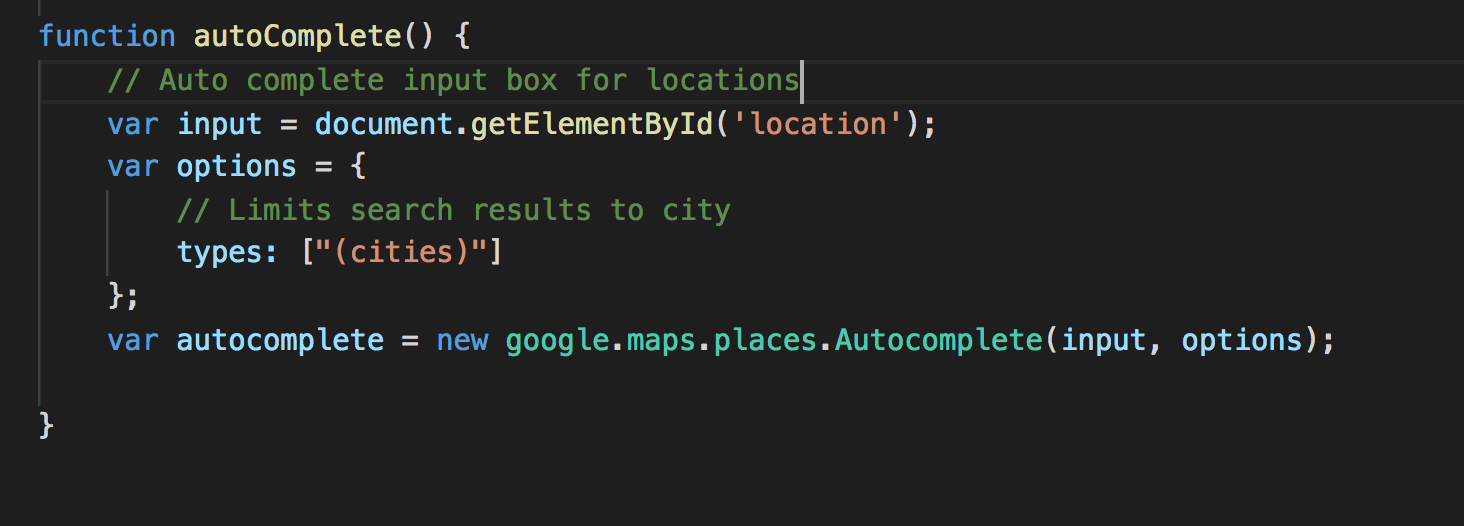 function autoComplete() {
// Auto complete input box for locations
var input = document.getElementById('location');
var options = {
// Limits search results to city
types: ["(cities)"]
};
var autocomplete = new google.maps.places.Autocomplete(input, options);
}